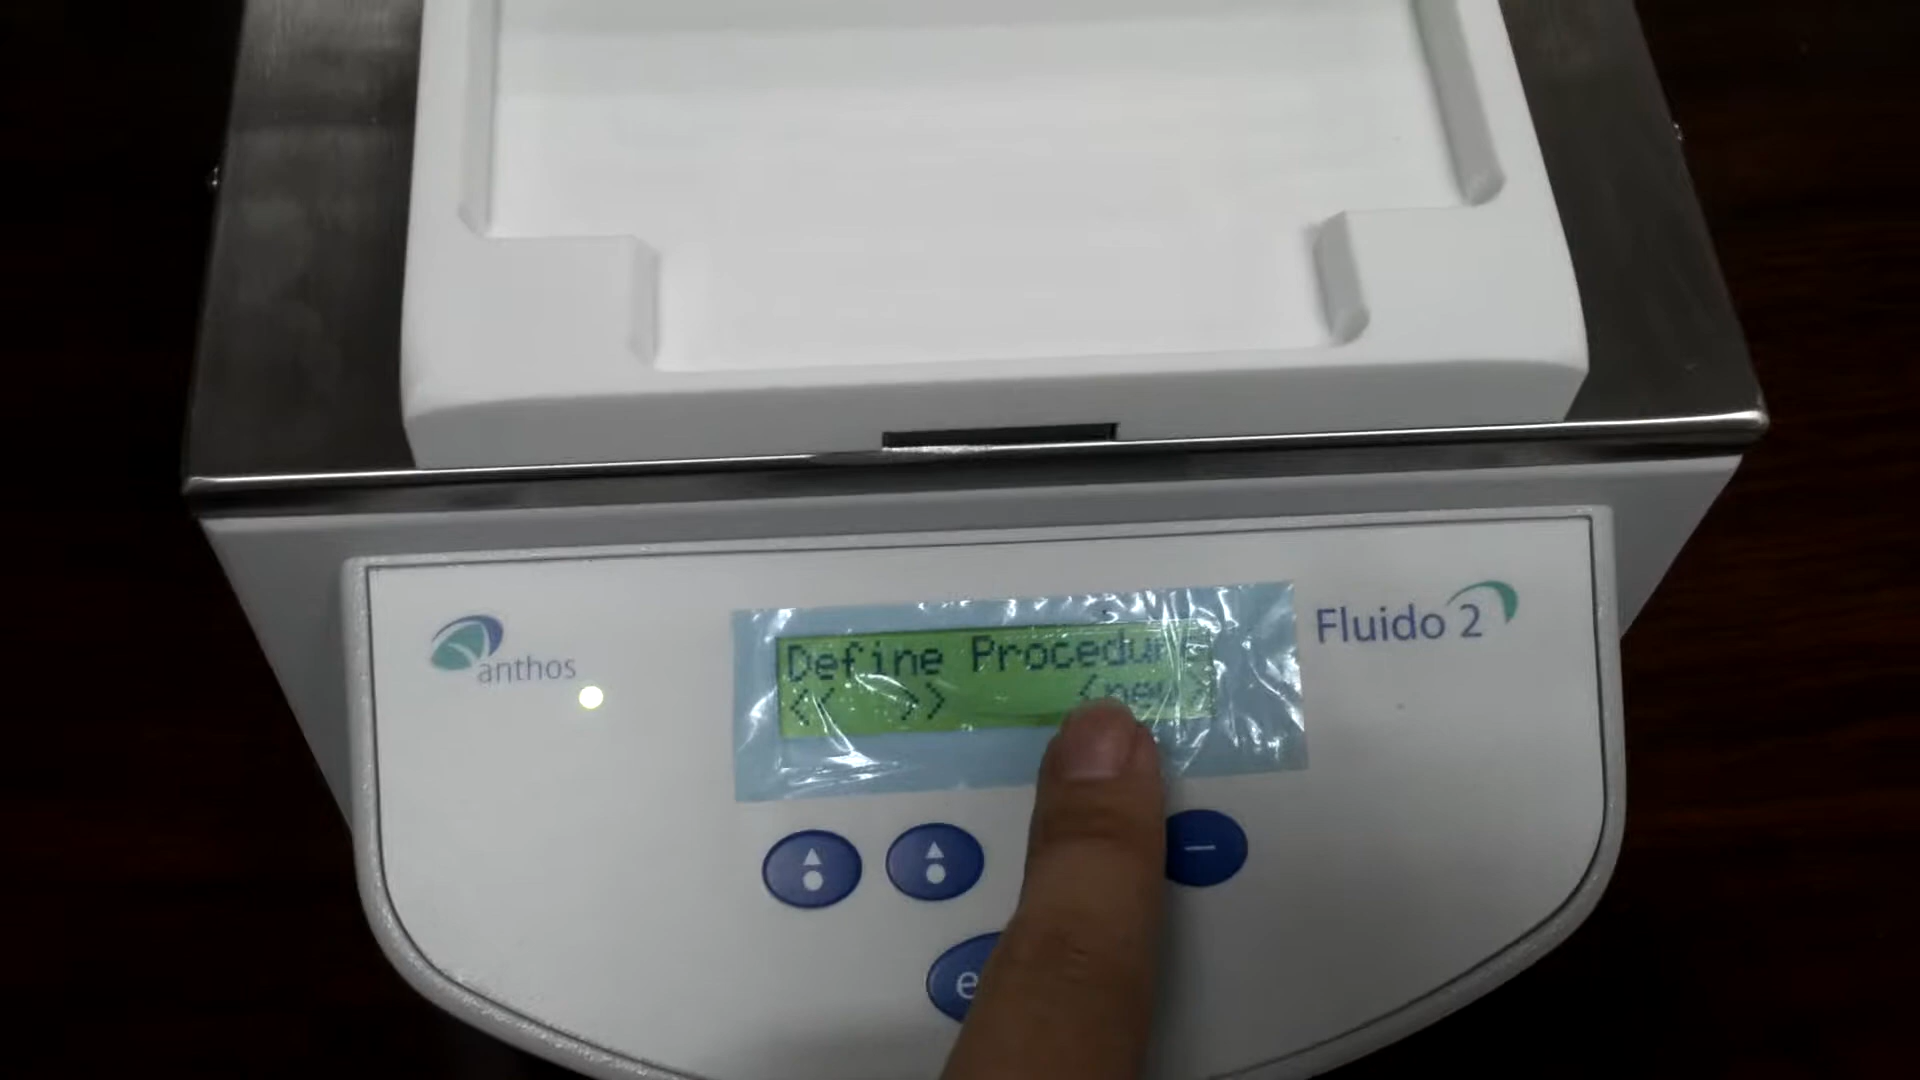 anthos
Fluido 2
Define Procedure
<< >>